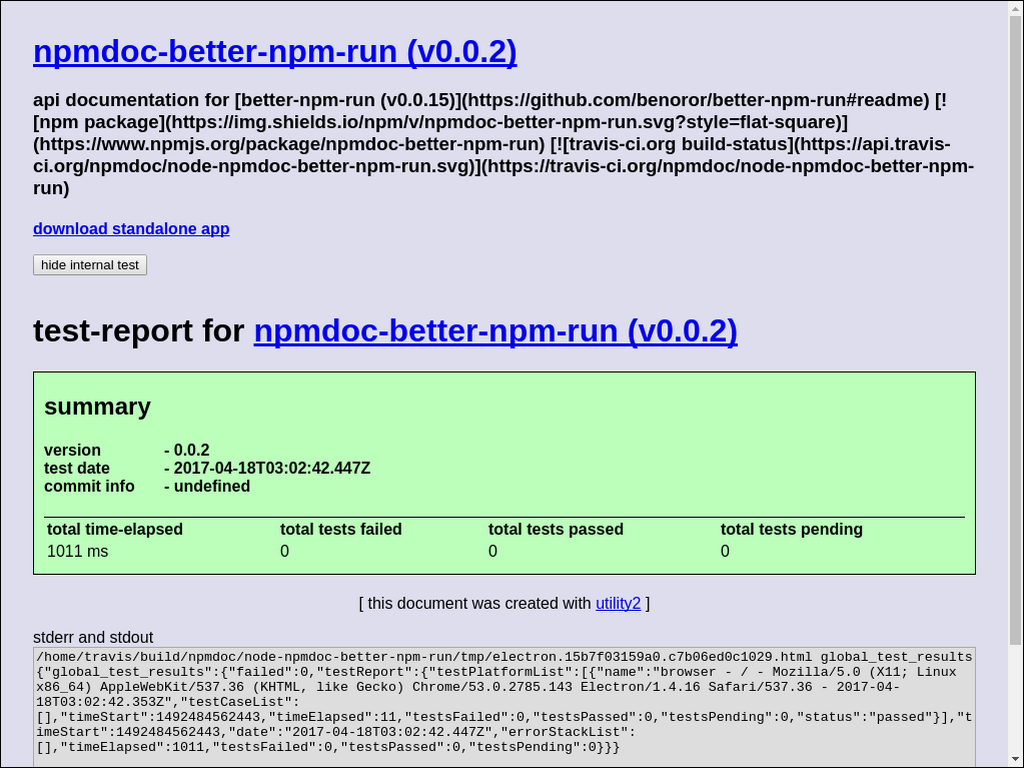 npmdoc-better-npm-run (v0.0.2)
api documentation for [better-npm-run (v0.0.15)](https://github.com/benoror/better-npm-run#readme) [!
[npm package](https://img.shields.io/npm/v/npmdoc-better-npm-run.svg?style=flat-square)]
(https://www.npmjs.org/package/npmdoc-better-npm-run) [![travis-ci.org build-status](https://api.travis-
ci.org/npmdoc/node-npmdoc-better-npm-run.svg)](https://travis-ci.org/npmdoc/node-npmdoc-better-npm-
run)
download standalone app
hide internal test
test-report for npmdoc-better-npm-run (v0.0.2)
summary
version - 0.0.2
test date - 2017-04-18T03:02:42.447Z
commit info - undefined
total time-elapsed total tests failed total tests passed total tests pending
1011 ms 0 0 0
[ this document was created with utility2 ]
stderr and stdout
/home/travis/build/npmdoc/node-npmdoc-better-npm-run/tmp/electron.15b7f03159a0.c7b06ed0c1029.html global_test_results
{"global_test_results":{"failed":0,"testReport":{"testPlatformList":[{"name":"browser - / - Mozilla/5.0 (X11; Linux
x86_64) AppleWebKit/537.36 (KHTML, like Gecko) Chrome/53.0.2785.143 Electron/1.4.16 Safari/537.36 - 2017-04-
18T03:02:42.353Z","testCaseList":
[],"timeStart":1492484562443,"timeElapsed":11,"testsFailed":0,"testsPassed":0,"testsPending":0,"status":"passed"}],"t
imeStart":1492484562443,"date":"2017-04-18T03:02:42.447Z","errorStackList":
[],"timeElapsed":1011,"testsFailed":0,"testsPassed":0,"testsPending":0}}}